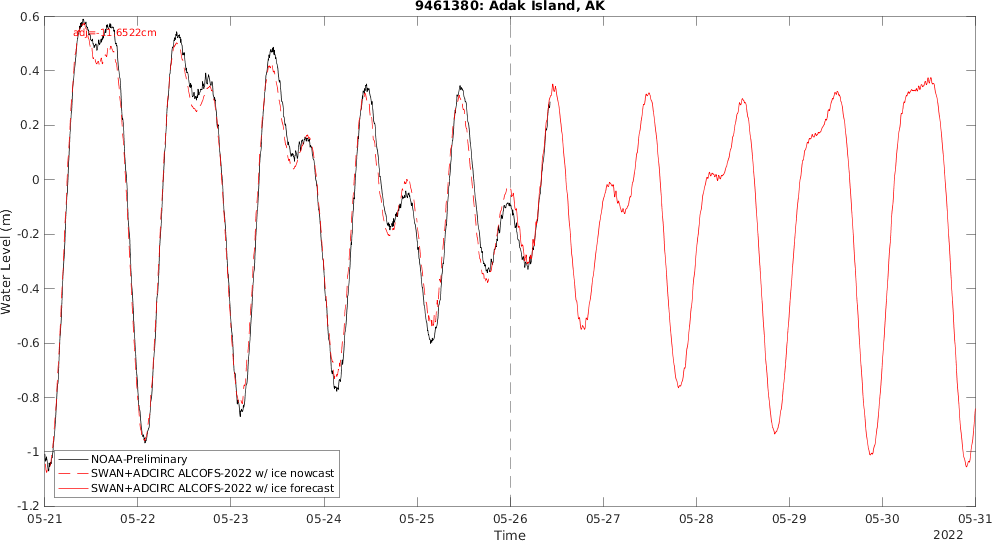 9461380: Adak Island, AK
adj=-11.6522cm
0.6
0.4
0.2
0
-0.2
-0.4
-0.6
-0.8
-1
-1.2
Water Level (m)
NOAA-Preliminary
SWAN+ADCIRC ALCOFS-2022 w/ ice nowcast
SWAN+ADCIRC ALCOFS-2022 w/ ice forecast
05-21 05-22 05-23 05-24 05-25 05-26 05-27 05-28 05-29 05-30 05-31
Time
2022